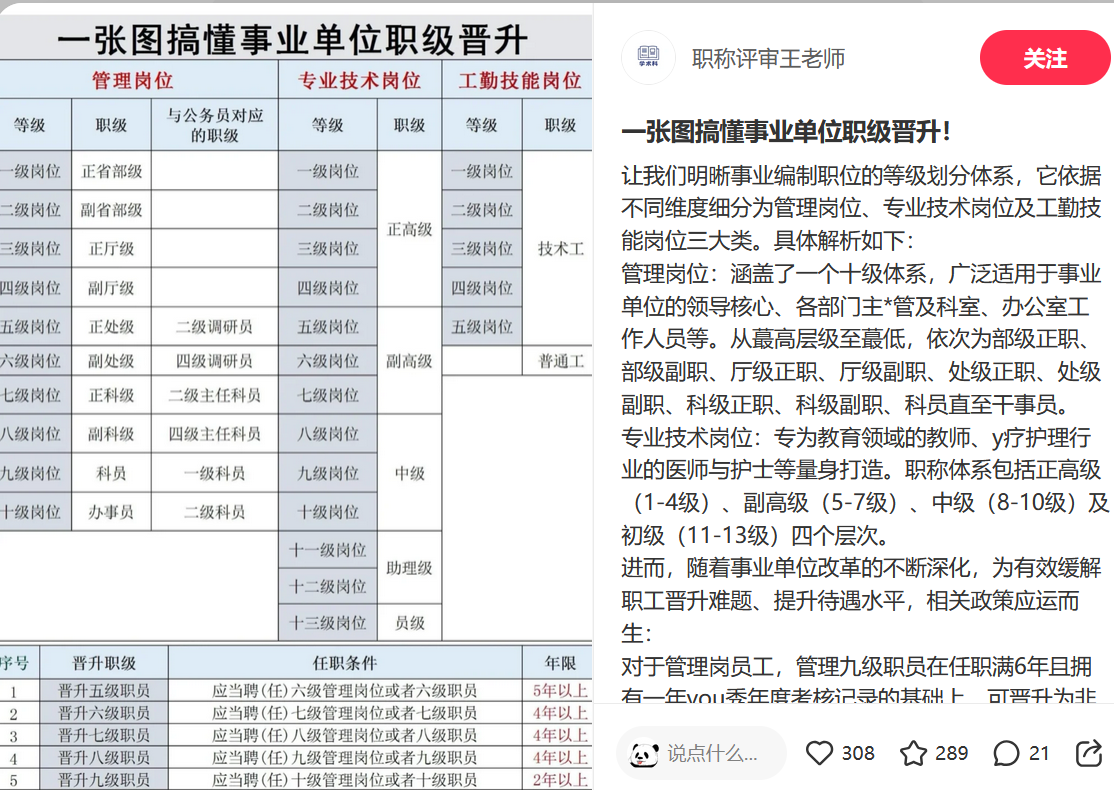 一张图搞懂事业单位职级晋升
管理岗位 专业技术岗位 工勤技能岗位
等级 职级 与公务员对应的职级 等级 职级 等级 职级
一级岗位 正省部级 一级岗位 正高级 一级岗位 技术工
二级岗位 副省部级 二级岗位 二级岗位
三级岗位 正厅级 三级岗位 三级岗位
四级岗位 副厅级 四级岗位 四级岗位
五级岗位 正处级 二级调研员 五级岗位 副高级 五级岗位
六级岗位 副处级 四级调研员 六级岗位 普通工
七级岗位 正科级 二级主任科员 七级岗位
八级岗位 副科级 四级主任科员 八级岗位 中级
九级岗位 科员 一级科员 九级岗位
十级岗位 办事员 二级科员 十级岗位
十一级岗位 助理级
十二级岗位
十三级岗位 员级
序号 晋升职级 任职条件 年限
1 晋升五级职员 应当聘(任)六级管理岗位或者六级职员 5年以上
2 晋升六级职员 应当聘(任)七级管理岗位或者七级职员 4年以上
3 晋升七级职员 应当聘(任)八级管理岗位或者八级职员 4年以上
4 晋升八级职员 应当聘(任)九级管理岗位或者九级职员 4年以上
5 晋升九级职员 应当聘(任)十级管理岗位或者十级职员 2年以上
学术科
职称评审王老师
关注
一张图搞懂事业单位职级晋升!
让我们明晰事业编制职位的等级划分体系，它依据
不同维度细分为管理岗位、专业技术岗位及工勤技
能岗位三大类。具体解析如下：
管理岗位：涵盖了一个十级体系，广泛适用于事业
单位的领导核心、各部门主*管及科室、办公室工
作人员等。从蕞高层级至蕞低，依次为部级正职、
部级副职、厅级正职、厅级副职、处级正职、处级
副职、科级正职、科级副职、科员直至干事员。
专业技术岗位：专为教育领域的教师、y疗护理行
业的医师与护士等量身打造。职称体系包括正高级
（1-4级）、副高级（5-7级）、中级（8-10级）及
初级（11-13级）四个层次。
进而，随着事业单位改革的不断深化，为有效缓解
职工晋升难题、提升待遇水平，相关政策应运而
生：
对于管理岗员工，管理九级职员在任职满6年且拥
有一年you秀年度考核记录的基础上，可晋升为非
说点什么...
308
289
21